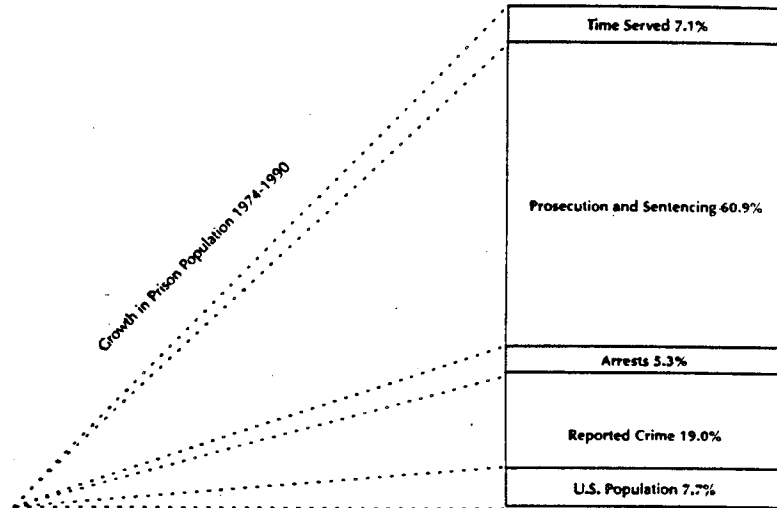 Time Served 7.1%
Growth in Prison Population 1974-1990
Prosecution and Sentencing 60.9%
Arrests 5.3%
Reported Crime 19.0%
U.S. Population 7.7%